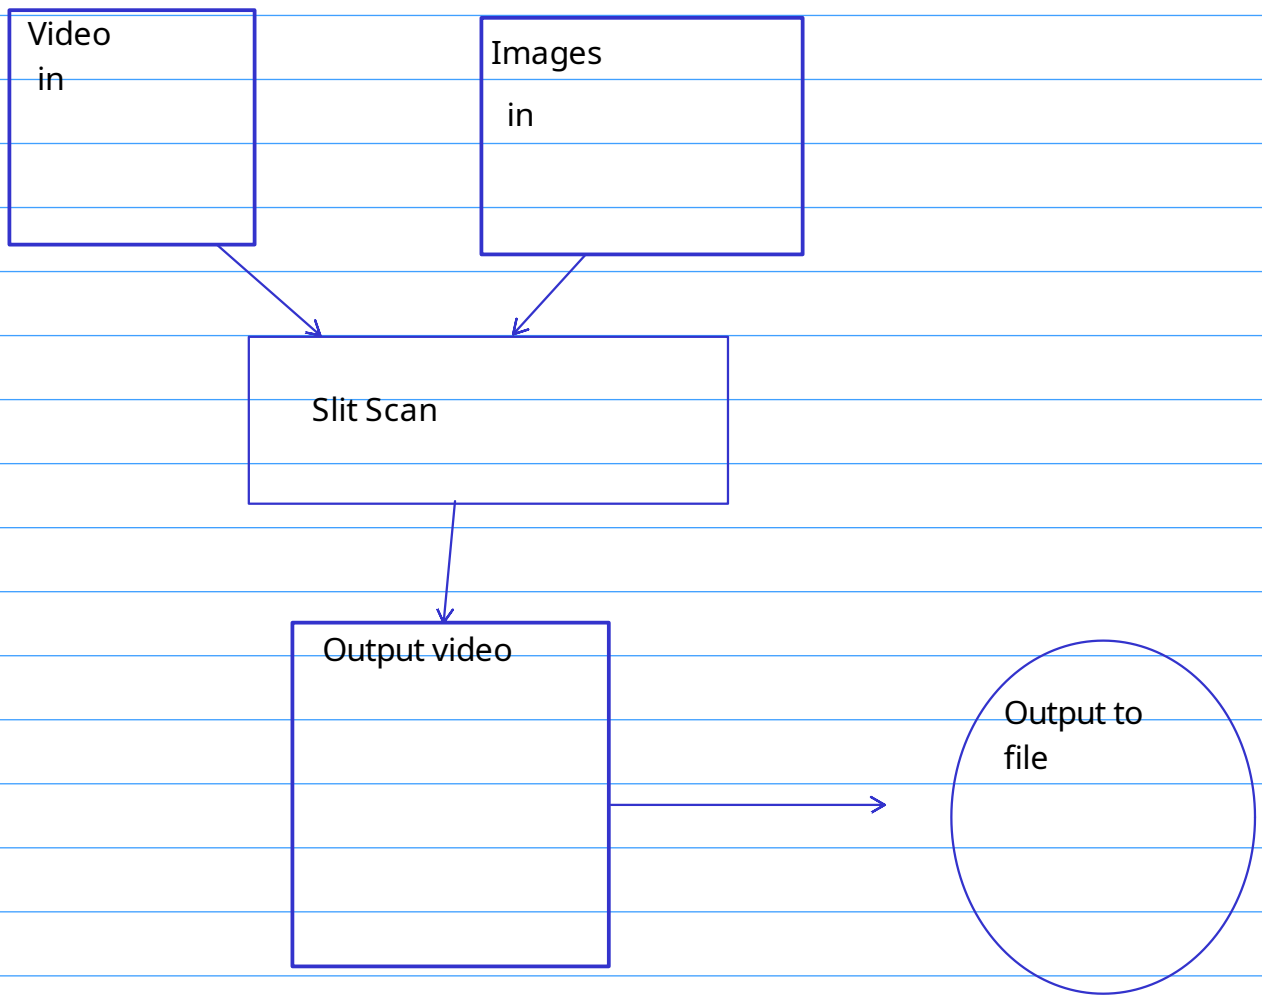 Video
in
Images
in
Slit Scan
Output video
Output to
file